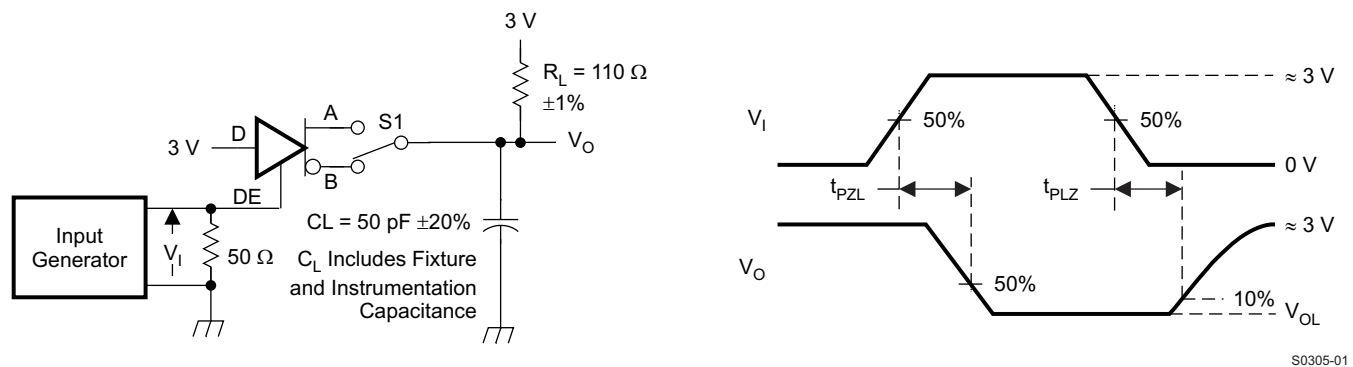 3 V
R_L = 110 Ω
±1%
A
S1
3 V
D
V_O
B
DE
CL = 50 pF ±20%
Input
Generator
V_I
50 Ω
C_L Includes Fixture
and Instrumentation
Capacitance
≈ 3 V
V_I
50%
50%
0 V
t_PZL
t_PLZ
≈ 3 V
V_O
50%
10%
V_OL
S0305-01